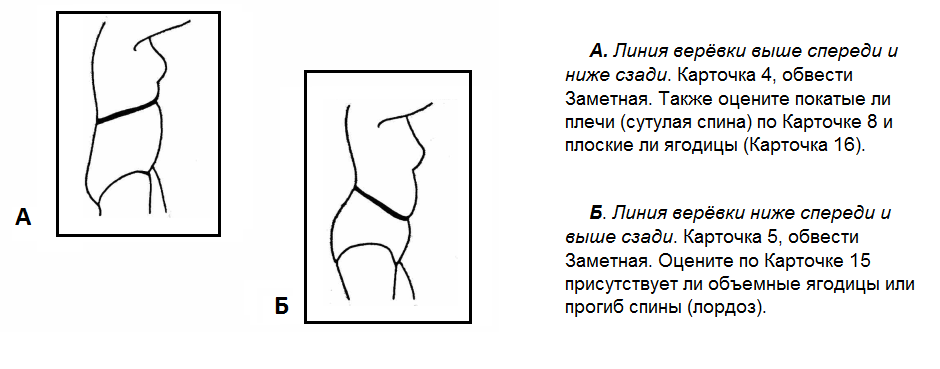 А. Линия верёвки выше спереди и
ниже сзади. Карточка 4, обвести
Заметная. Также оцените покатые ли
плечи (сутулая спина) по Карточке 8 и
плоские ли ягодицы (Карточка 16).
А
Б. Линия верёвки ниже спереди и
выше сзади. Карточка 5, обвести
Заметная. Оцените по Карточке 15
присутствует ли объемные ягодицы или
прогиб спины (лордоз).
Б